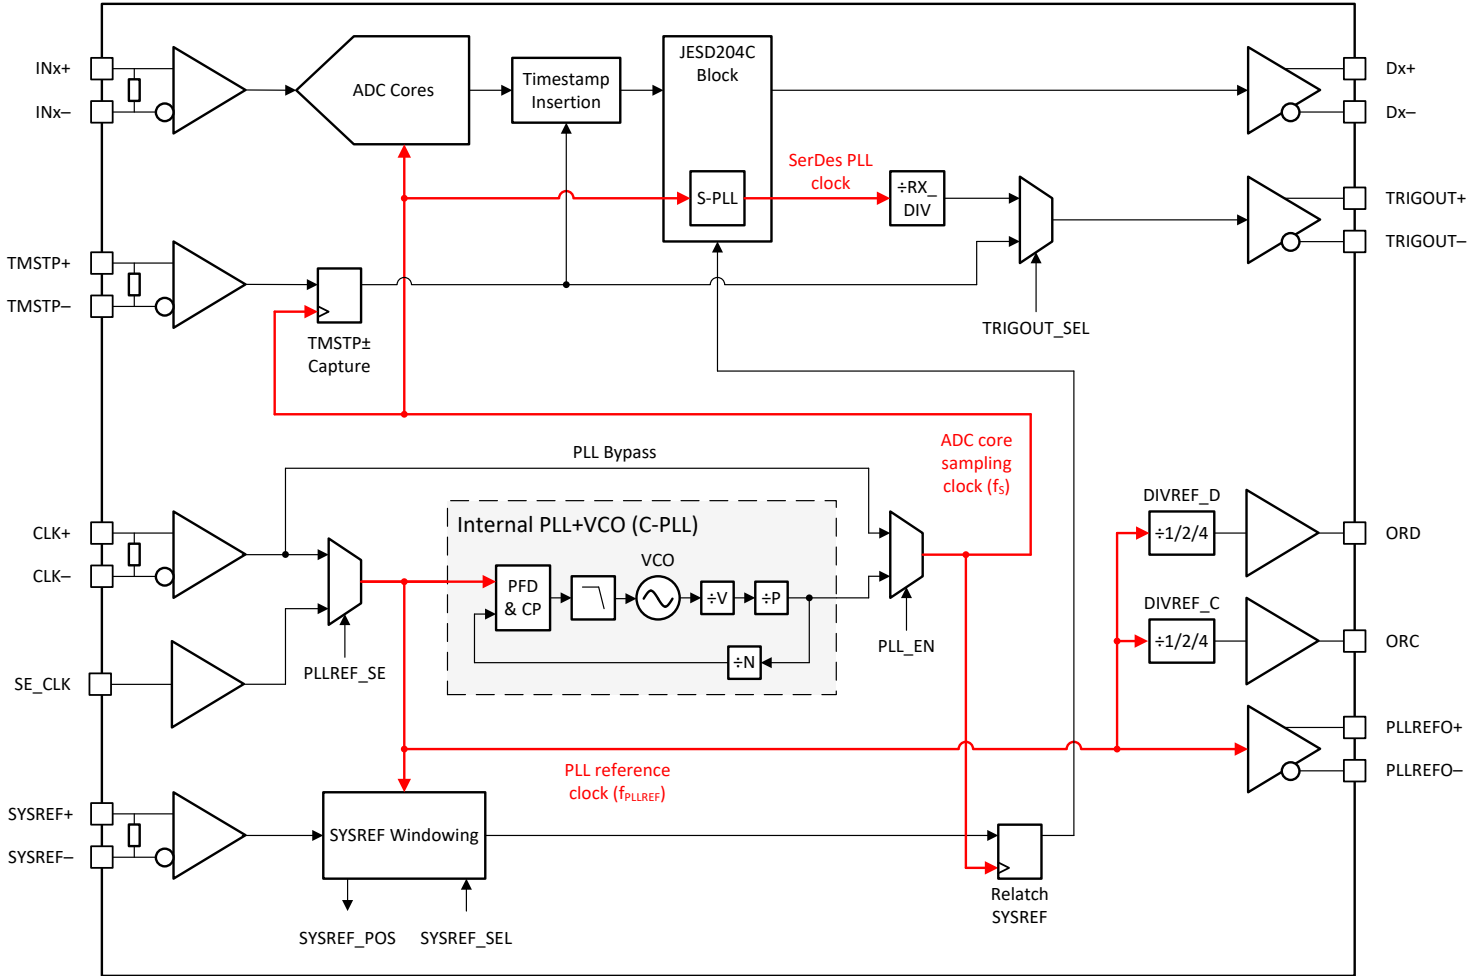 INx+
INx–
ADC Cores
Timestamp
Insertion
JESD204C
Block
Dx+
Dx–
S-PLL
SerDes PLL
clock
÷RX_
DIV
TRIGOUT+
TRIGOUT–
TMSTP+
TMSTP–
TMSTP±
Capture
TRIGOUT_SEL
PLL Bypass
ADC core
sampling
clock (fS)
CLK+
CLK–
Internal PLL+VCO (C-PLL)
PFD
& CP
VCO
÷V
÷P
÷N
PLL_EN
DIVREF_D
÷1/2/4
ORD
DIVREF_C
÷1/2/4
ORC
SE_CLK
PLLREF_SE
PLL reference
clock (fPLLREF)
PLLREFO+
PLLREFO–
SYSREF+
SYSREF–
SYSREF Windowing
SYSREF_POS
SYSREF_SEL
Relatch
SYSREF